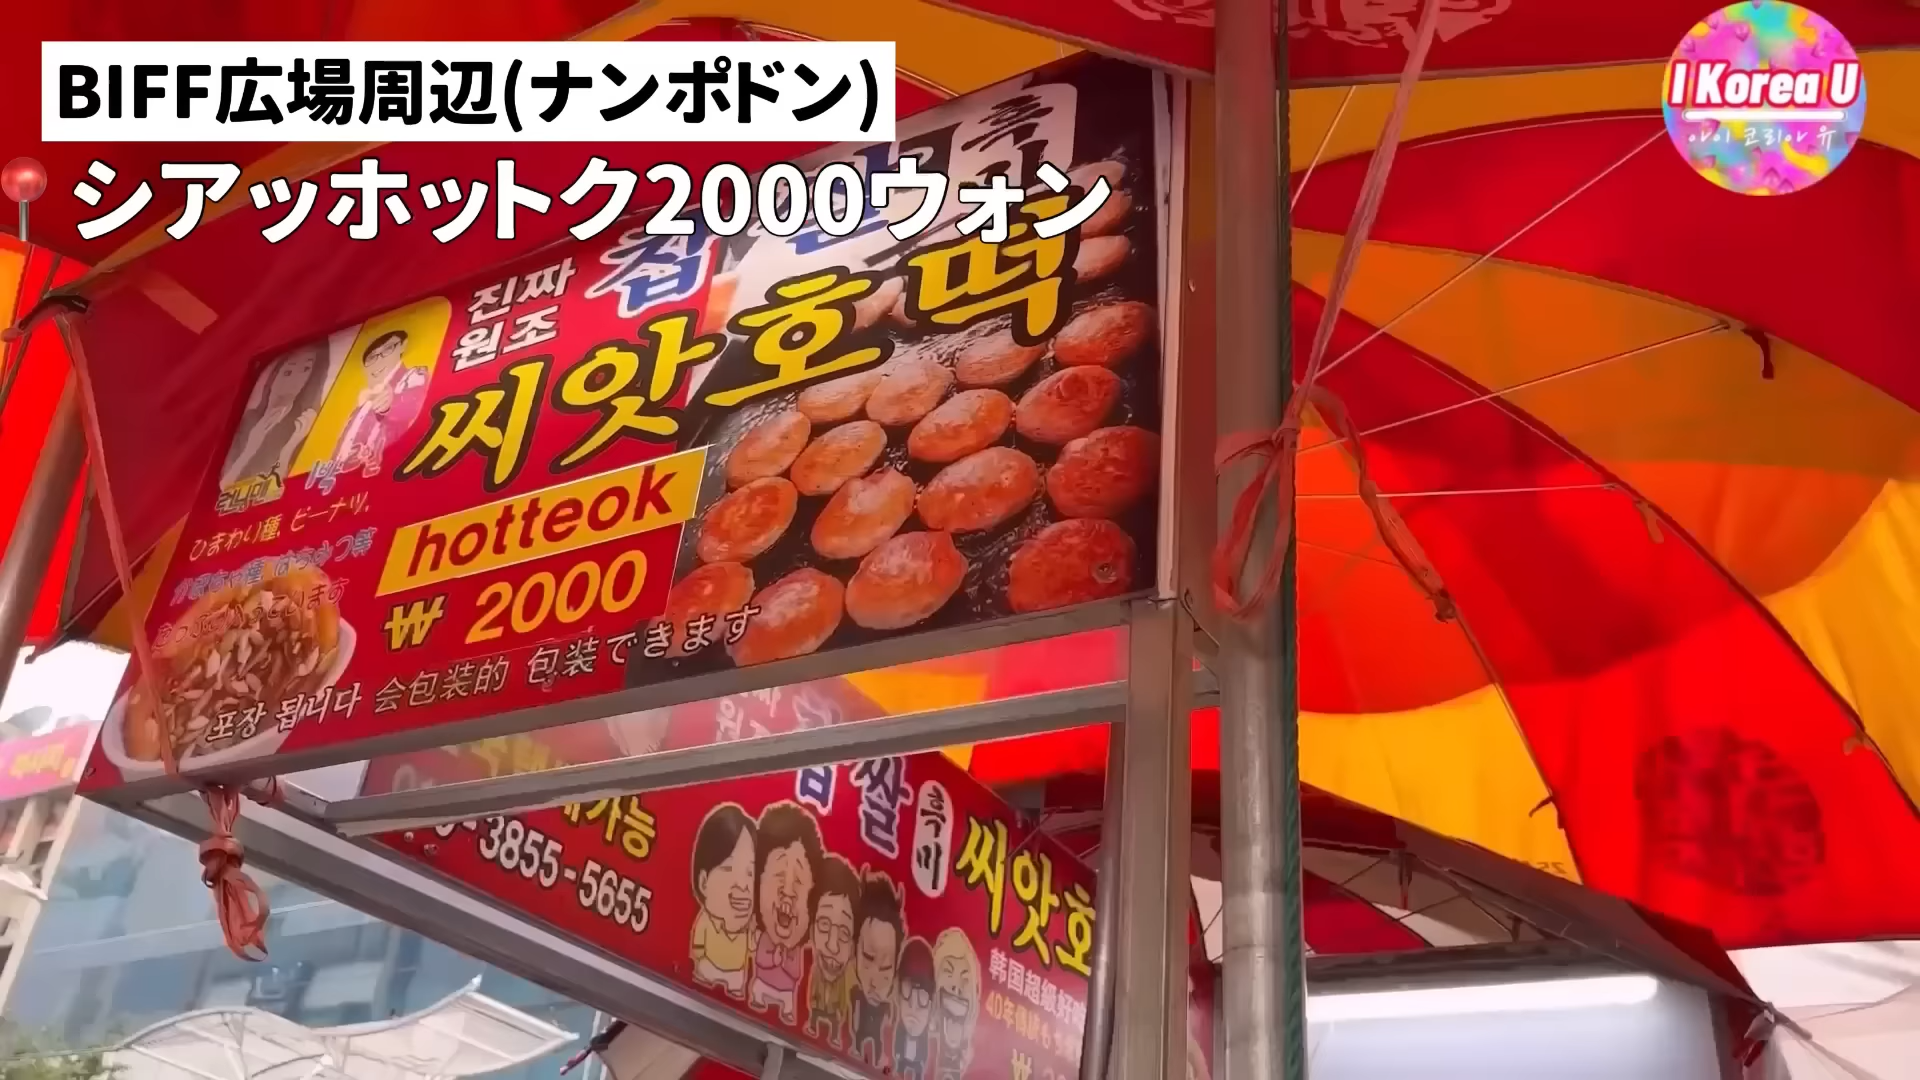 BIFF広場周辺(ナンポドン)
シアッホットク2000ウォン
I Korea U
아이 코리아 유
진짜
원조
찹쌀
씨앗호떡
hotteok
₩ 2000
ひまわり種、ピーナツ、
포장 됩니다 会包装的 包装できます
3855-5655
씨앗호
韩国超級好